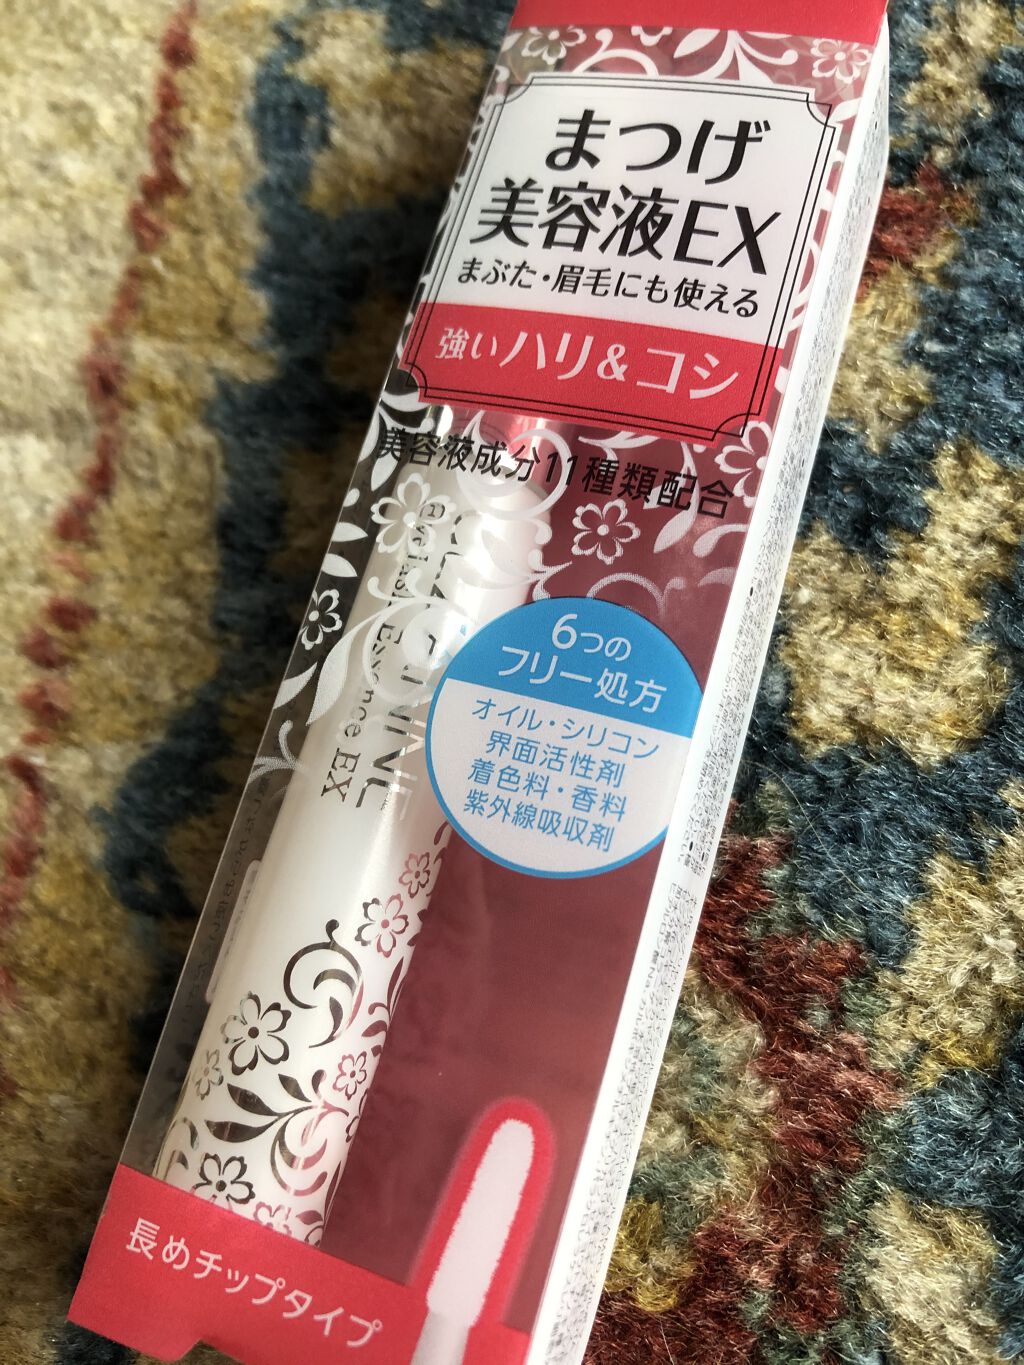 まつげ
美容液EX
まぶた・眉毛にも使える
強いハリ&コシ
美容液成分11種類配合
Eyelash Essence EX
6つの
フリー処方
オイル・シリコン
界面活性剤
着色料・香料
紫外線吸収剤
長めチップタイプ